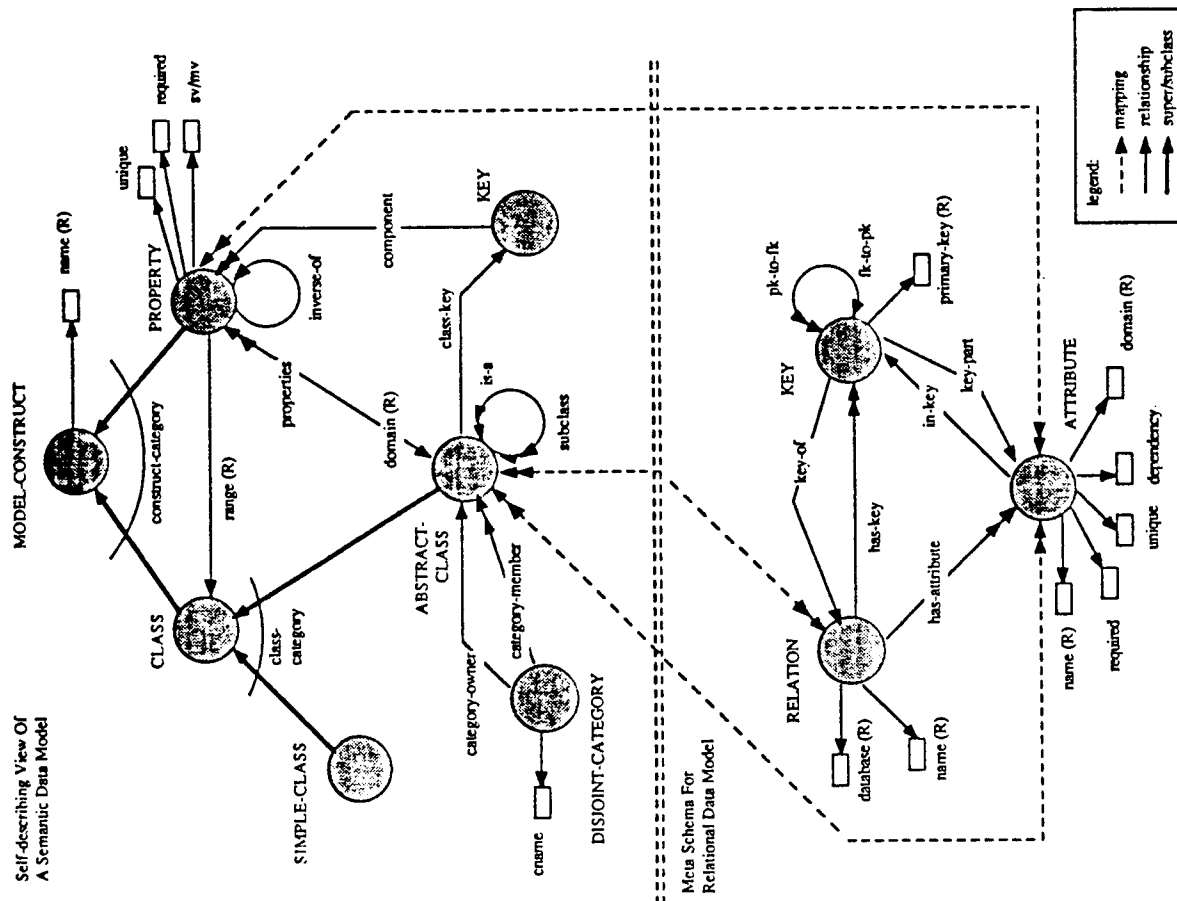 Self-describing View Of
A Semantic Data Model
MODEL-CONSTRUCT
name (R)
construct-category
CLASS
PROPERTY
unique
required
sv/mv
range (R)
inverse-of
properties
domain (R)
component
KEY
class-key
class-
category
SIMPLE-CLASS
ABSTRACT-
CLASS
is-a
subclass
category-owner
category-member
cname
DISJOINT-CATEGORY
Meta Schema For
Relational Data Model
RELATION
database (R)
name (R)
key-of
has-key
has-attribute
KEY
pk-to-fk
fk-to-pk
primary-key (R)
key-part
in-key
ATTRIBUTE
name (R)
required
unique
dependency
domain (R)
legend:
mapping
relationship
super/subclass